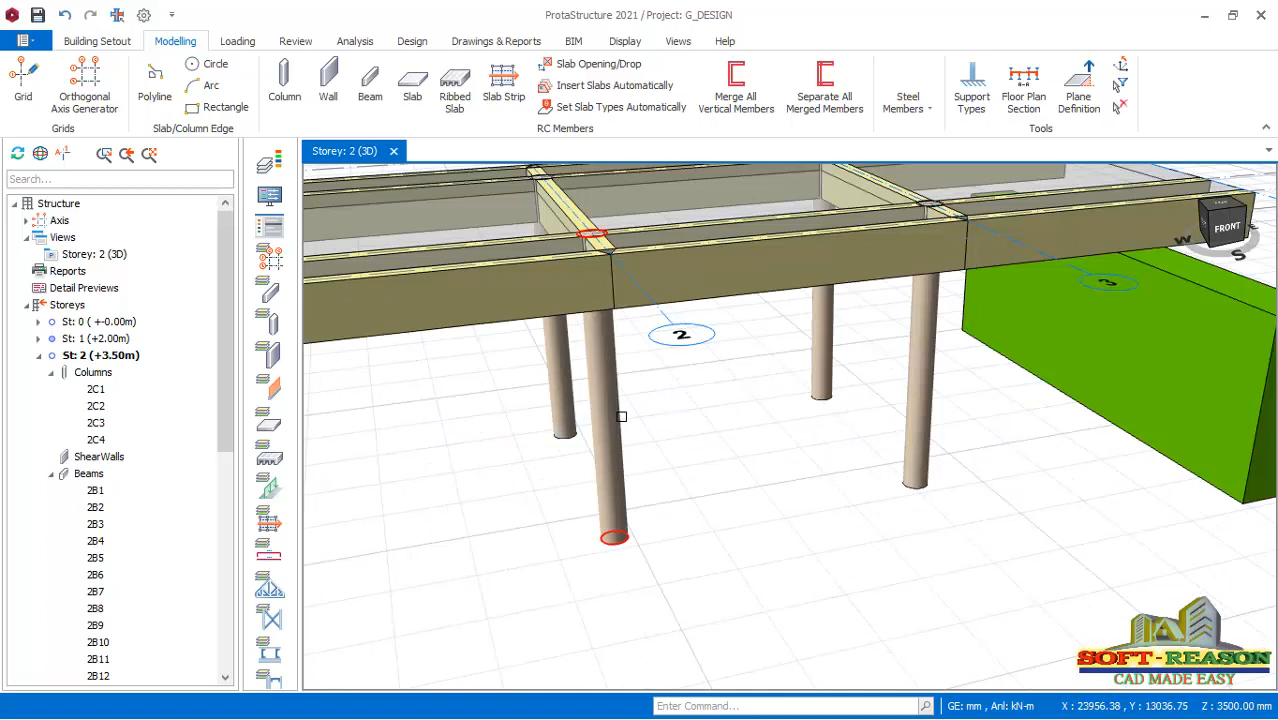 ProtaStructure 2021 / Project: G_DESIGN
Building Setout
Modelling
Loading
Review
Analysis
Design
Drawings & Reports
BIM
Display
Views
Help
Grid
Orthogonal
Axis Generator
Grids
Polyline
Circle
Arc
Rectangle
Slab/Column Edge
Column
Wall
Beam
Slab
Ribbed
Slab
Slab Strip
Slab Opening/Drop
Insert Slabs Automatically
Set Slab Types Automatically
RC Members
Merge All
Vertical Members
Separate All
Merged Members
Steel
Members
Support
Types
Floor Plan
Section
Plane
Definition
Tools
Storey: 2 (3D)
Search...
Structure
Axis
Views
Storey: 2 (3D)
Reports
Detail Previews
Storeys
St: 0 ( +-0.00m)
St: 1 (+2.00m)
St: 2 (+3.50m)
Columns
2C1
2C2
2C3
2C4
ShearWalls
Beams
2B1
2B2
2B3
2B4
2B5
2B6
2B7
2B8
2B9
2B10
2B11
2B12
2
3
FRONT
W
S
SOFT-REASON
CAD MADE EASY
Enter Command...
GE: mm, Anl: kN-m
X : 23956.38 , Y : 13036.75
Z : 3500.00 mm